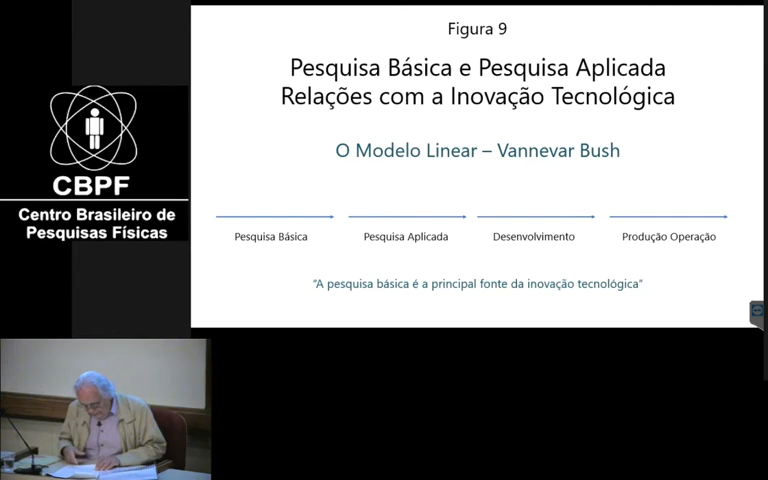 CBPF
Centro Brasileiro de
Pesquisas Físicas
Figura 9
Pesquisa Básica e Pesquisa Aplicada
Relações com a Inovação Tecnológica
O Modelo Linear – Vannevar Bush
Pesquisa Básica
Pesquisa Aplicada
Desenvolvimento
Produção Operação
"A pesquisa básica é a principal fonte da inovação tecnológica"